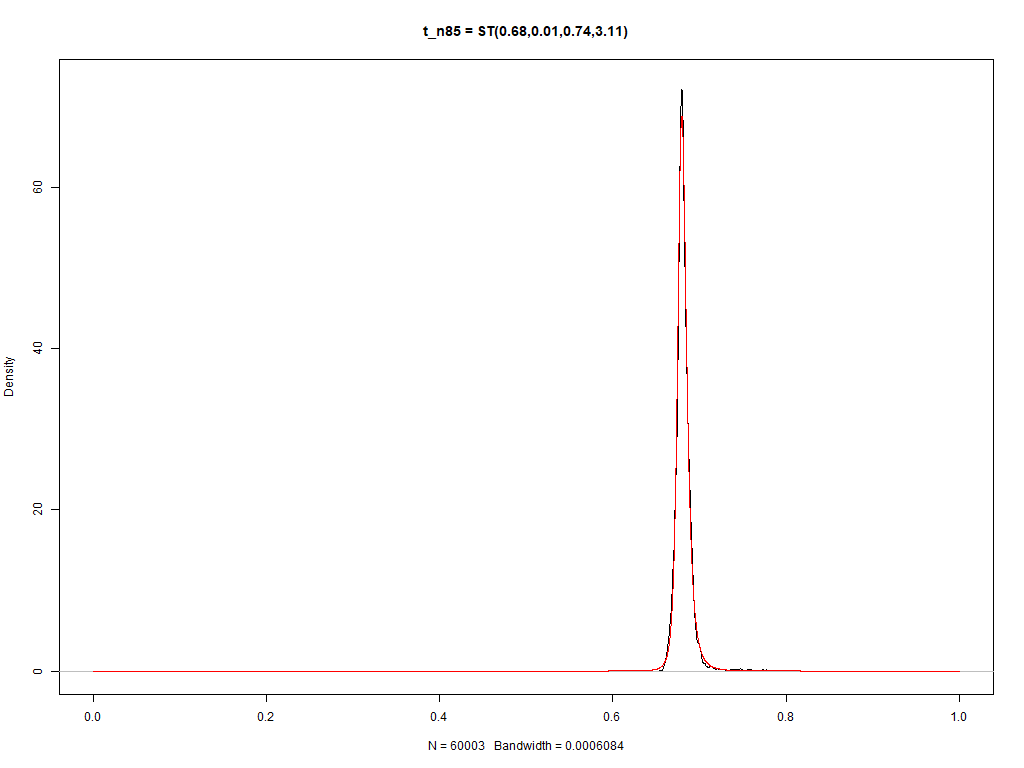 t_n85 = ST(0.68,0.01,0.74,3.11)
Density
60
40
20
0
0.0 0.2 0.4 0.6 0.8 1.0
N = 60003 Bandwidth = 0.0006084